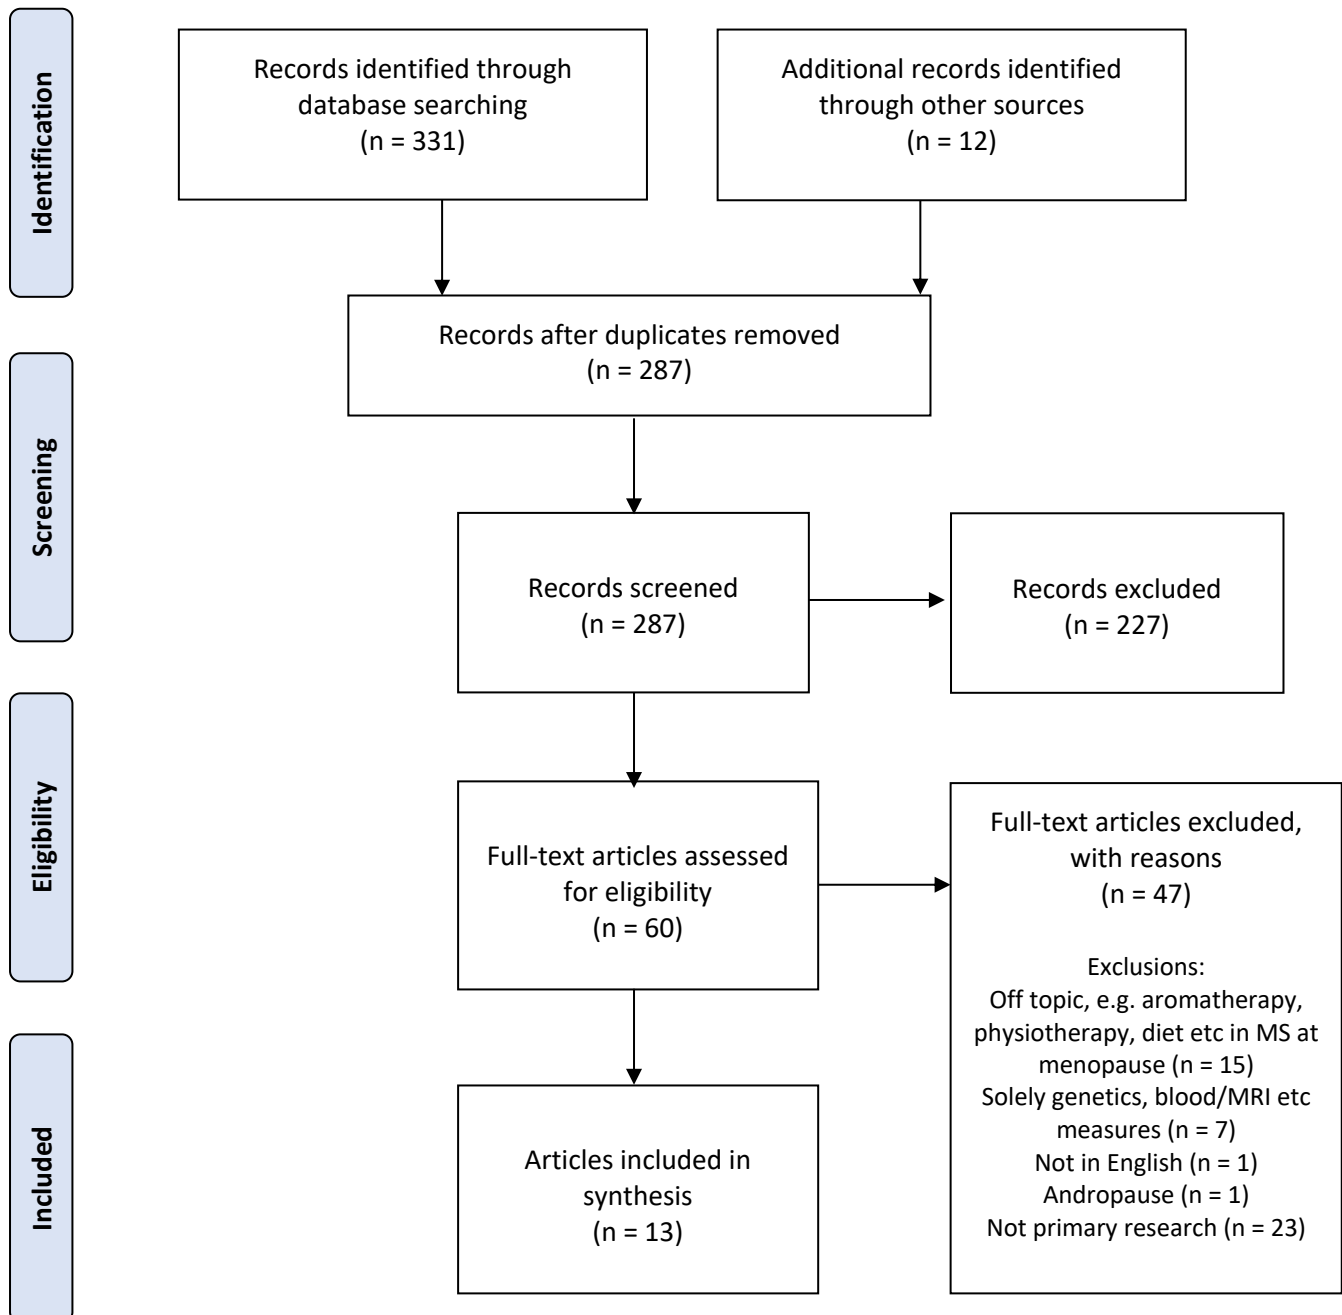 Identification
Records identified through
database searching
(n = 331)
Additional records identified
through other sources
(n = 12)
Records after duplicates removed
(n = 287)
Screening
Records screened
(n = 287)
Records excluded
(n = 227)
Eligibility
Full-text articles assessed
for eligibility
(n = 60)
Full-text articles excluded,
with reasons
(n = 47)
Exclusions:
Off topic, e.g. aromatherapy,
physiotherapy, diet etc in MS at
menopause (n = 15)
Solely genetics, blood/MRI etc
measures (n = 7)
Not in English (n = 1)
Andropause (n = 1)
Not primary research (n = 23)
Included
Articles included in
synthesis
(n = 13)